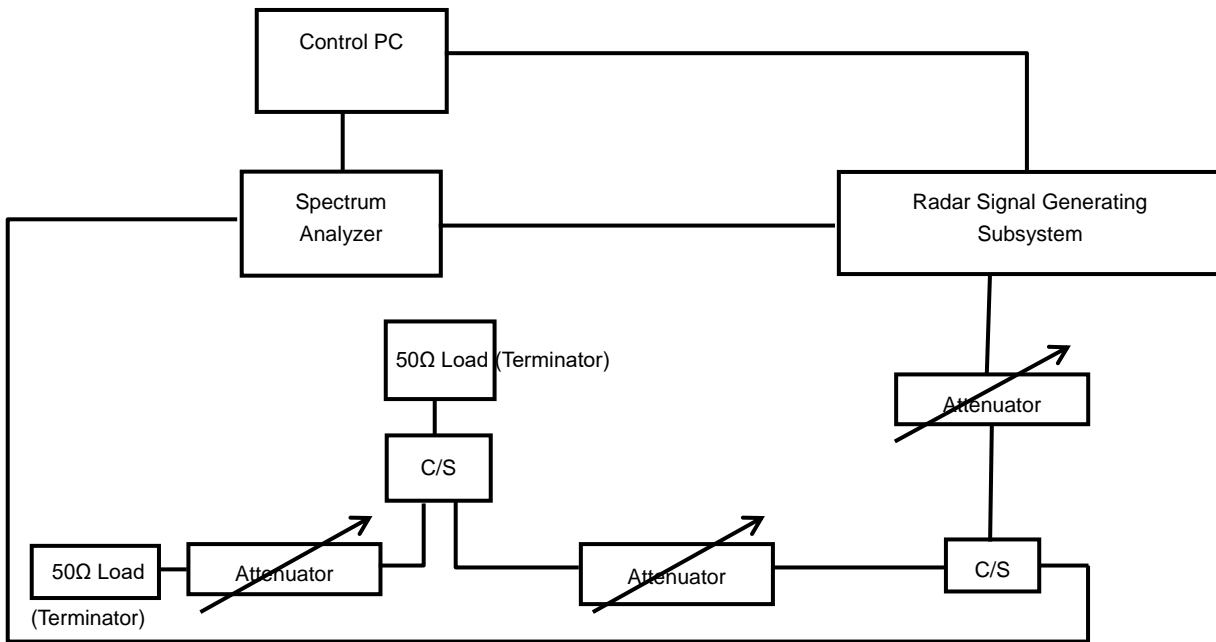 Control PC
Spectrum
Analyzer
Radar Signal Generating
Subsystem
50Ω Load (Terminator)
Attenuator
C/S
50Ω Load
(Terminator)
Attenuator
Attenuator
C/S